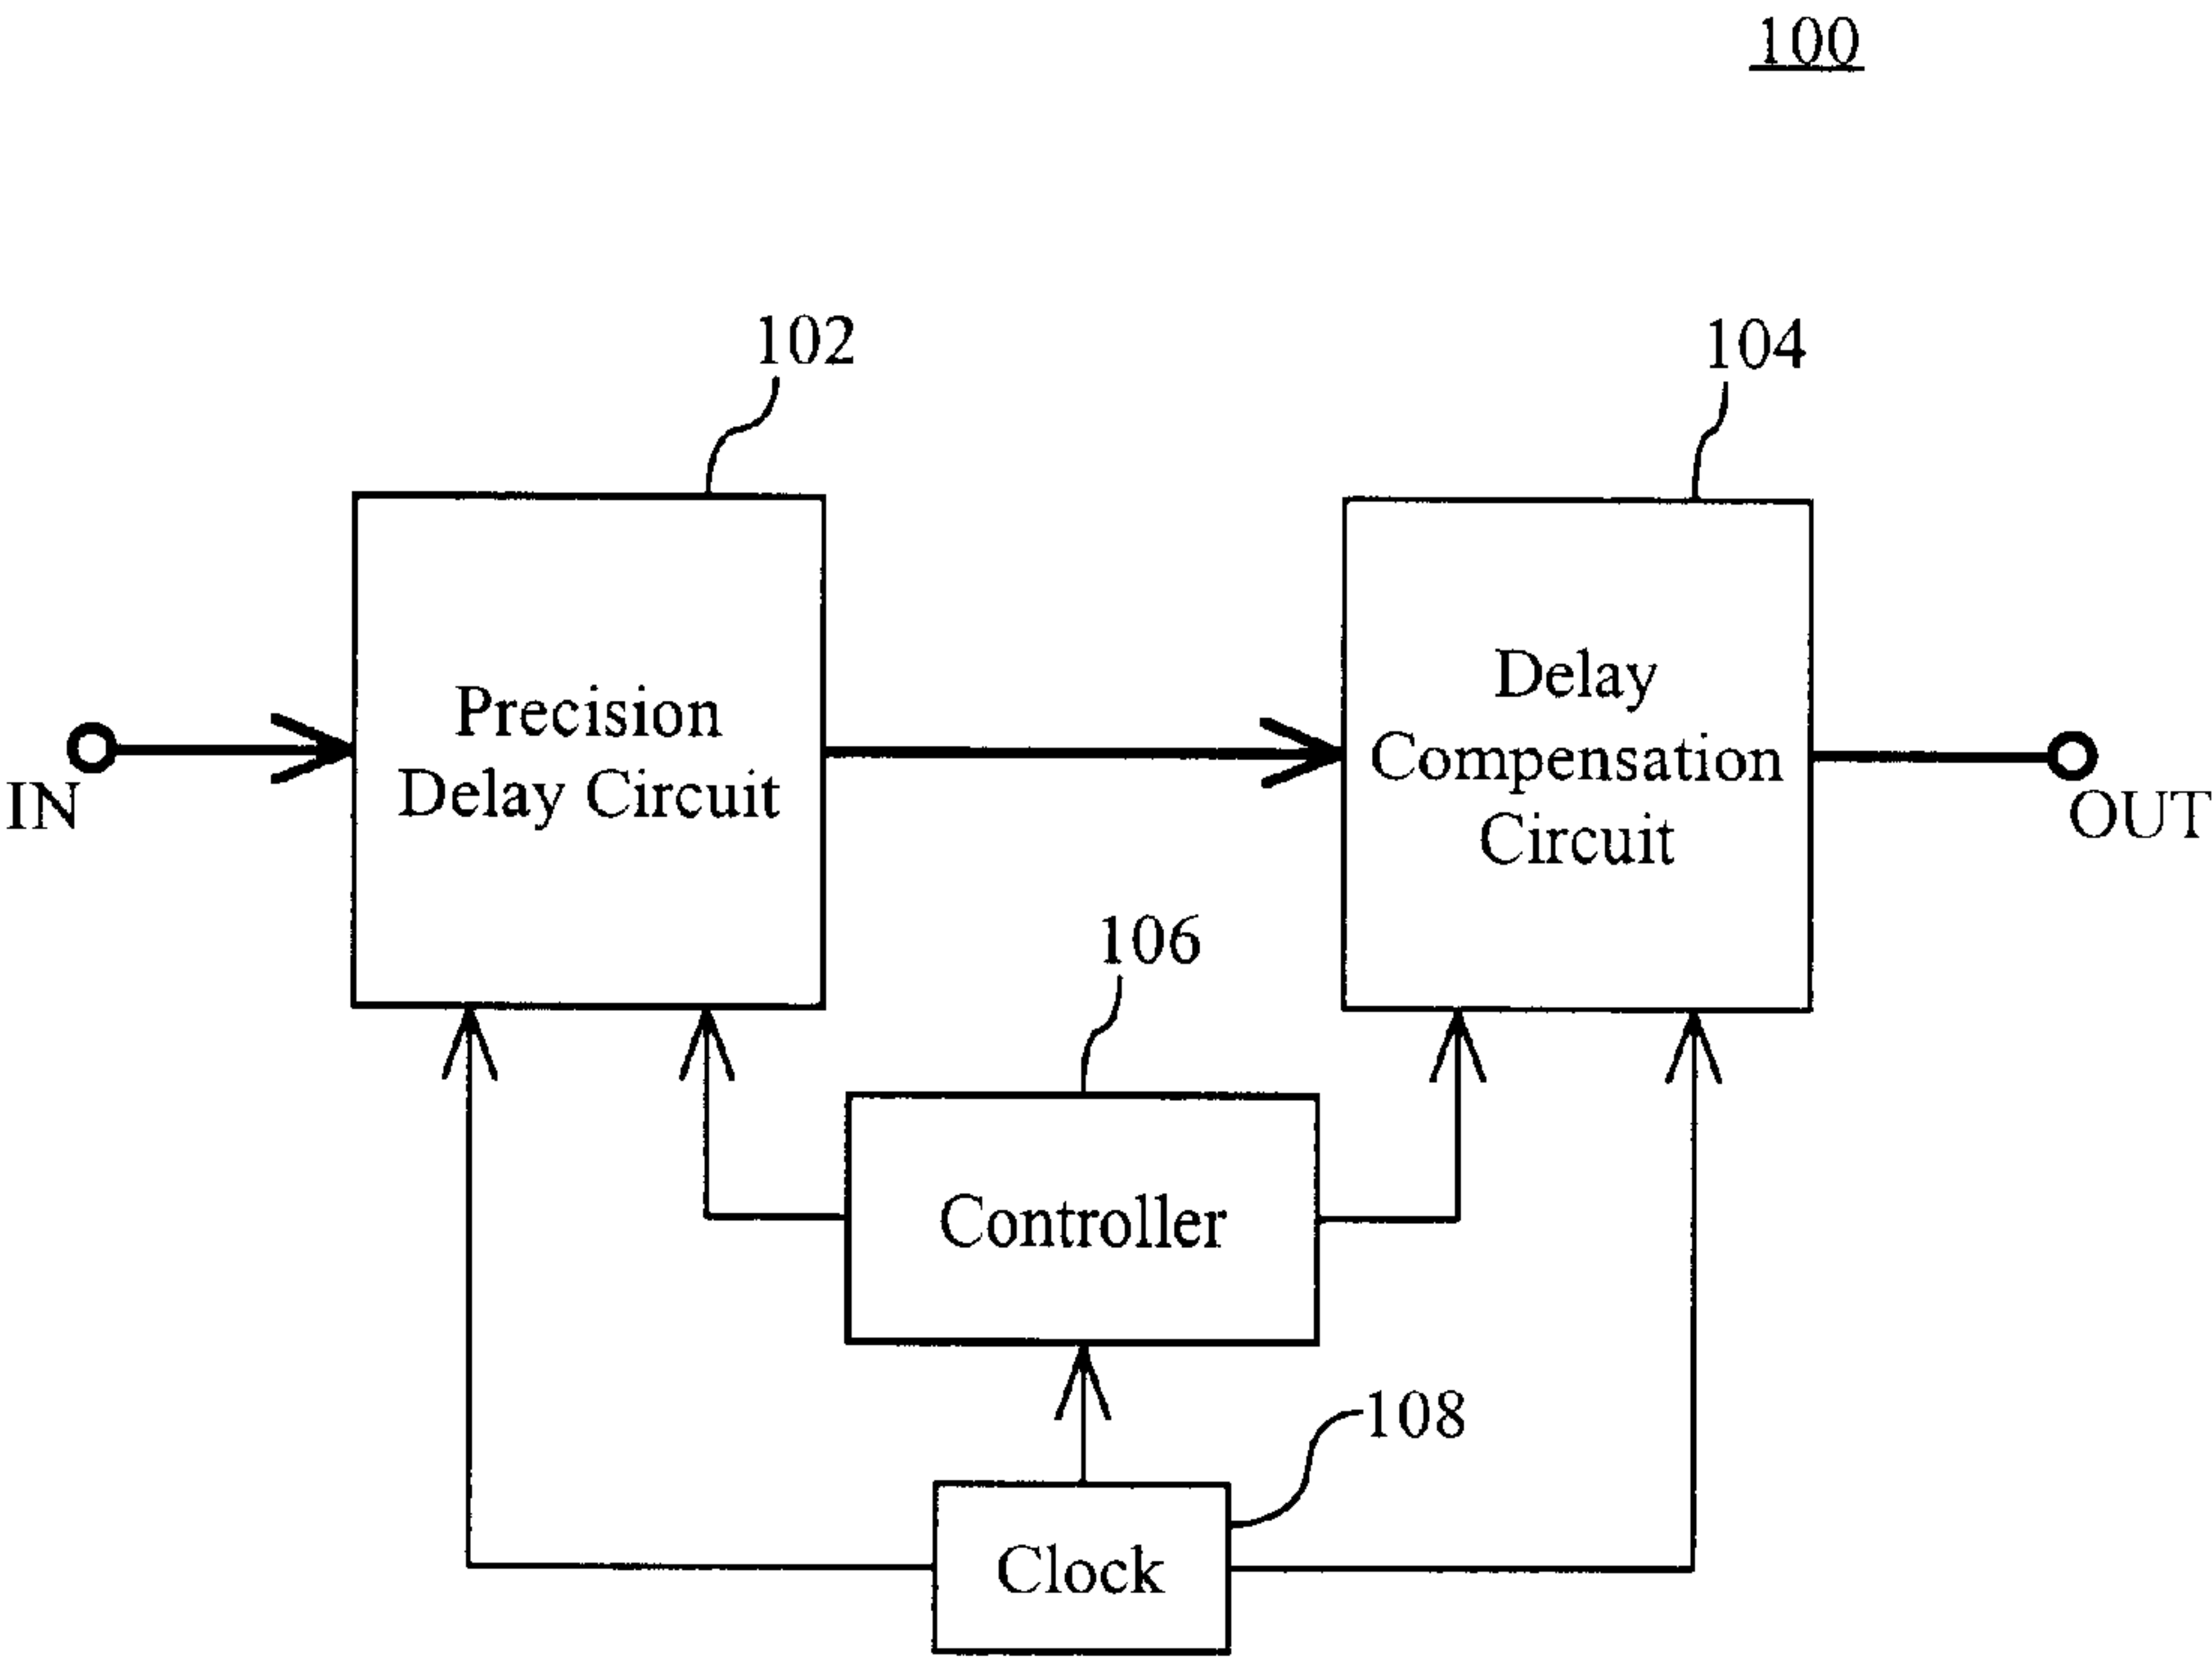 100
102
104
Precision
Delay Circuit
Delay
Compensation
Circuit
IN
OUT
106
Controller
108
Clock